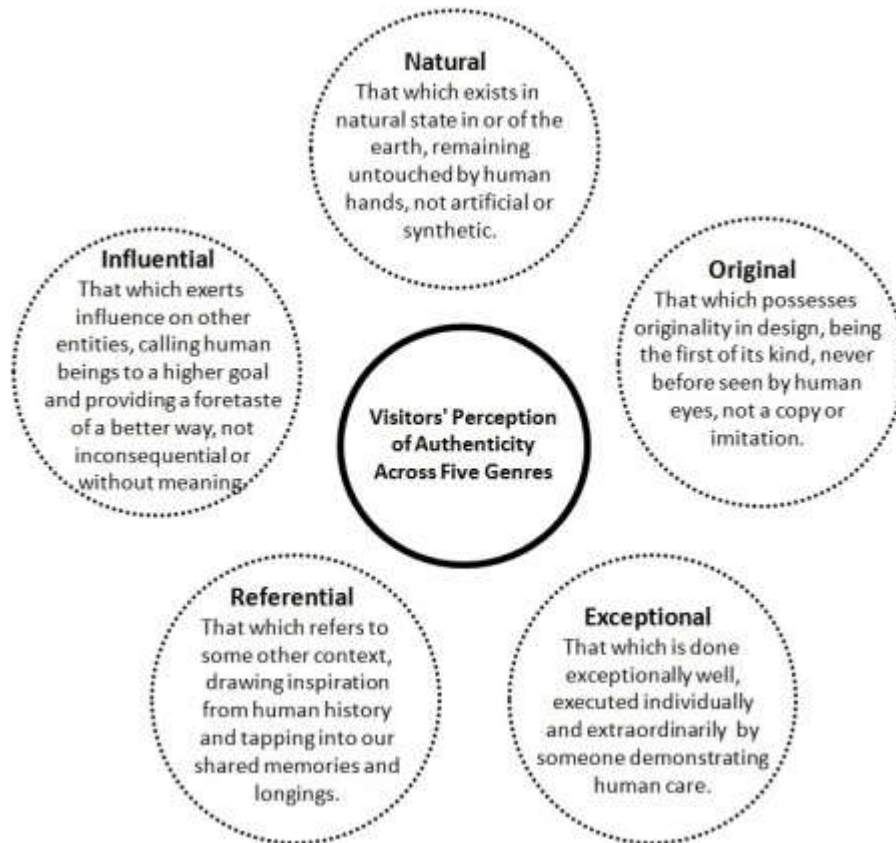 Natural
That which exists in
natural state in or of the
earth, remaining
untouched by human
hands, not artificial or
synthetic.
Influential
That which exerts
influence on other
entities, calling human
beings to a higher goal
and providing a foretaste
of a better way, not
inconsequential or
without meaning.
Original
That which possesses
originality in design, being
the first of its kind, never
before seen by human
eyes, not a copy or
imitation.
Visitors' Perception
of Authenticity
Across Five Genres
Referential
That which refers to
some other context,
drawing inspiration
from human history
and tapping into our
shared memories and
longings.
Exceptional
That which is done
exceptionally well,
executed individually
and extraordinarily by
someone demonstrating
human care.